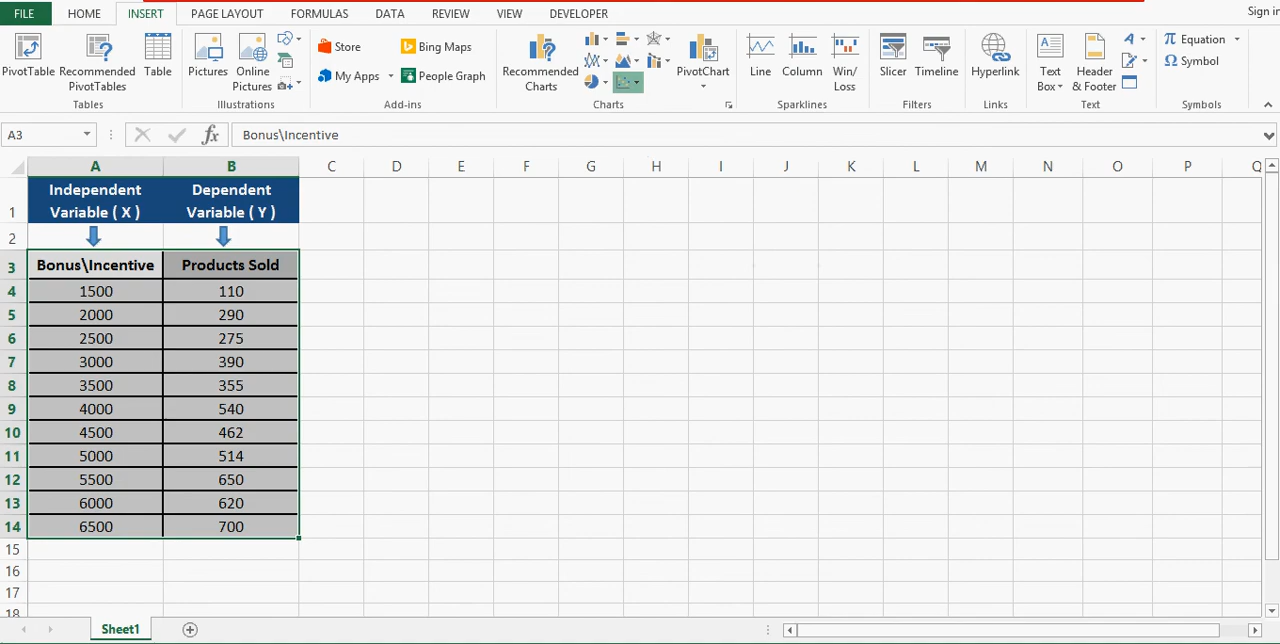 FILE HOME INSERT PAGE LAYOUT FORMULAS DATA REVIEW VIEW DEVELOPER Sign in
Store Bing Maps Equation
Symbol
PivotTable Recommended Table Pictures Online My Apps People Graph Recommended PivotChart Line Column Win/ Slicer Timeline Hyperlink Text Header
PivotTables Pictures Charts Loss Box & Footer
Tables Illustrations Add-ins Charts Sparklines Filters Links Text Symbols
A3 fx Bonus\Incentive
A B C D E F G H I J K L M N O P Q
Independent Dependent
1 Variable ( X ) Variable ( Y )
2
3 Bonus\Incentive Products Sold
4 1500 110
5 2000 290
6 2500 275
7 3000 390
8 3500 355
9 4000 540
10 4500 462
11 5000 514
12 5500 650
13 6000 620
14 6500 700
15
16
17
18
Sheet1